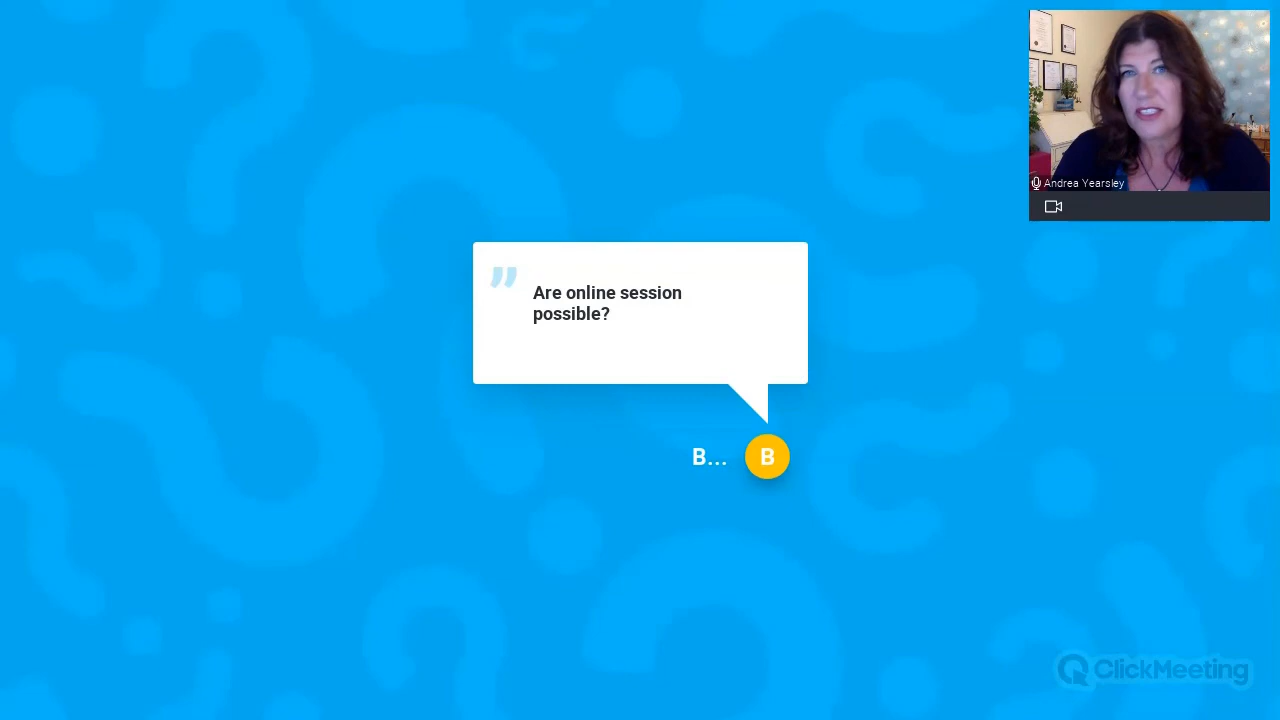 Andrea Yearsley
”
Are online session
possible?
B... B
ClickMeeting